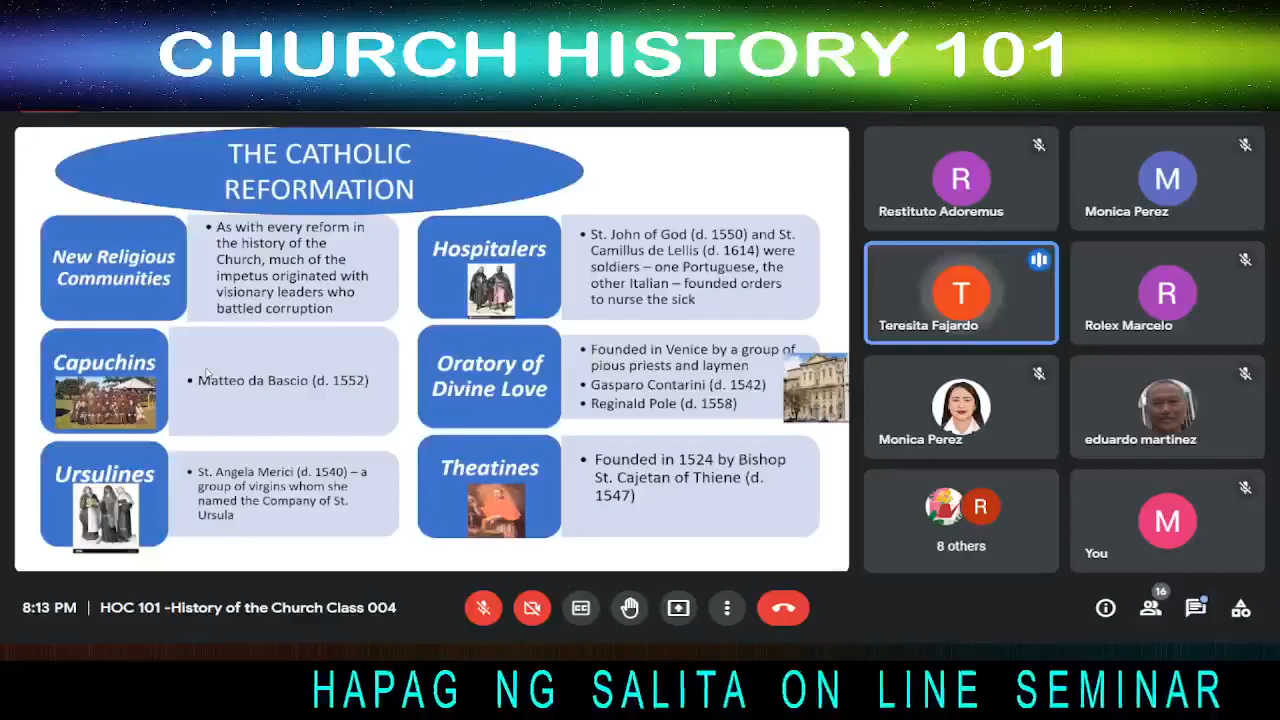 CHURCH HISTORY 101
THE CATHOLIC
REFORMATION
New Religious
Communities
• As with every reform in
the history of the
Church, much of the
impetus originated with
visionary leaders who
battled corruption
Hospitalers
• St. John of God (d. 1550) and St.
Camillus de Lellis (d. 1614) were
soldiers – one Portuguese, the
other Italian – founded orders
to nurse the sick
Capuchins
• Matteo da Bascio (d. 1552)
Oratory of
Divine Love
• Founded in Venice by a group of
pious priests and laymen
• Gasparo Contarini (d. 1542)
• Reginald Pole (d. 1558)
Ursulines
• St. Angela Merici (d. 1540) – a
group of virgins whom she
named the Company of St.
Ursula
Theatines
• Founded in 1524 by Bishop
St. Cajetan of Thiene (d.
1547)
R
Restituto Adoremus
M
Monica Perez
T
Teresita Fajardo
R
Rolex Marcelo
Monica Perez
eduardo martinez
R
8 others
M
You
8:13 PM | HOC 101 -History of the Church Class 004
CC
16
HAPAG NG SALITA ON LINE SEMINAR